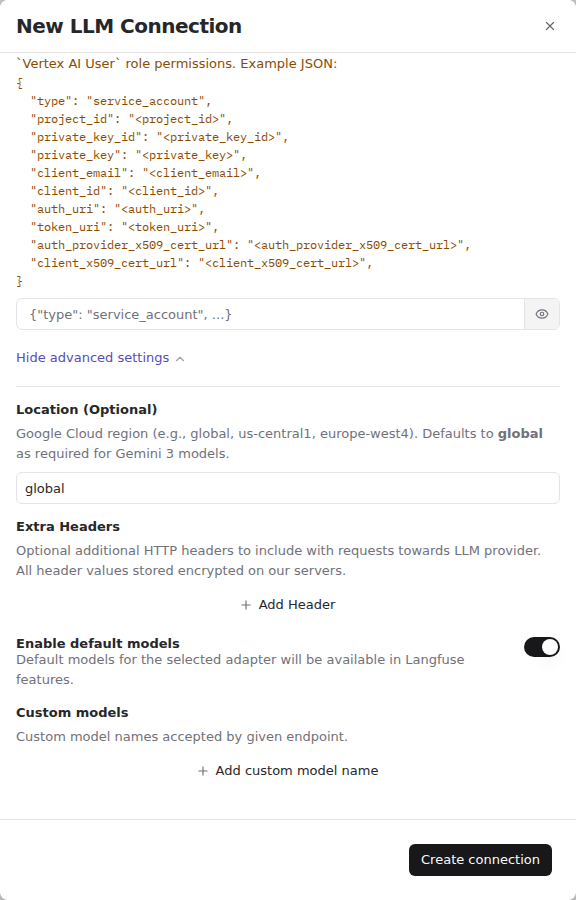 New LLM Connection
`Vertex AI User` role permissions. Example JSON:
{
  "type": "service_account",
  "project_id": "<project_id>",
  "private_key_id": "<private_key_id>",
  "private_key": "<private_key>",
  "client_email": "<client_email>",
  "client_id": "<client_id>",
  "auth_uri": "<auth_uri>",
  "token_uri": "<token_uri>",
  "auth_provider_x509_cert_url": "<auth_provider_x509_cert_url>",
  "client_x509_cert_url": "<client_x509_cert_url>",
}
{"type": "service_account", ...}
Hide advanced settings
Location (Optional)
Google Cloud region (e.g., global, us-central1, europe-west4). Defaults to global
as required for Gemini 3 models.
global
Extra Headers
Optional additional HTTP headers to include with requests towards LLM provider.
All header values stored encrypted on our servers.
Add Header
Enable default models
Default models for the selected adapter will be available in Langfuse
features.
Custom models
Custom model names accepted by given endpoint.
Add custom model name
Create connection